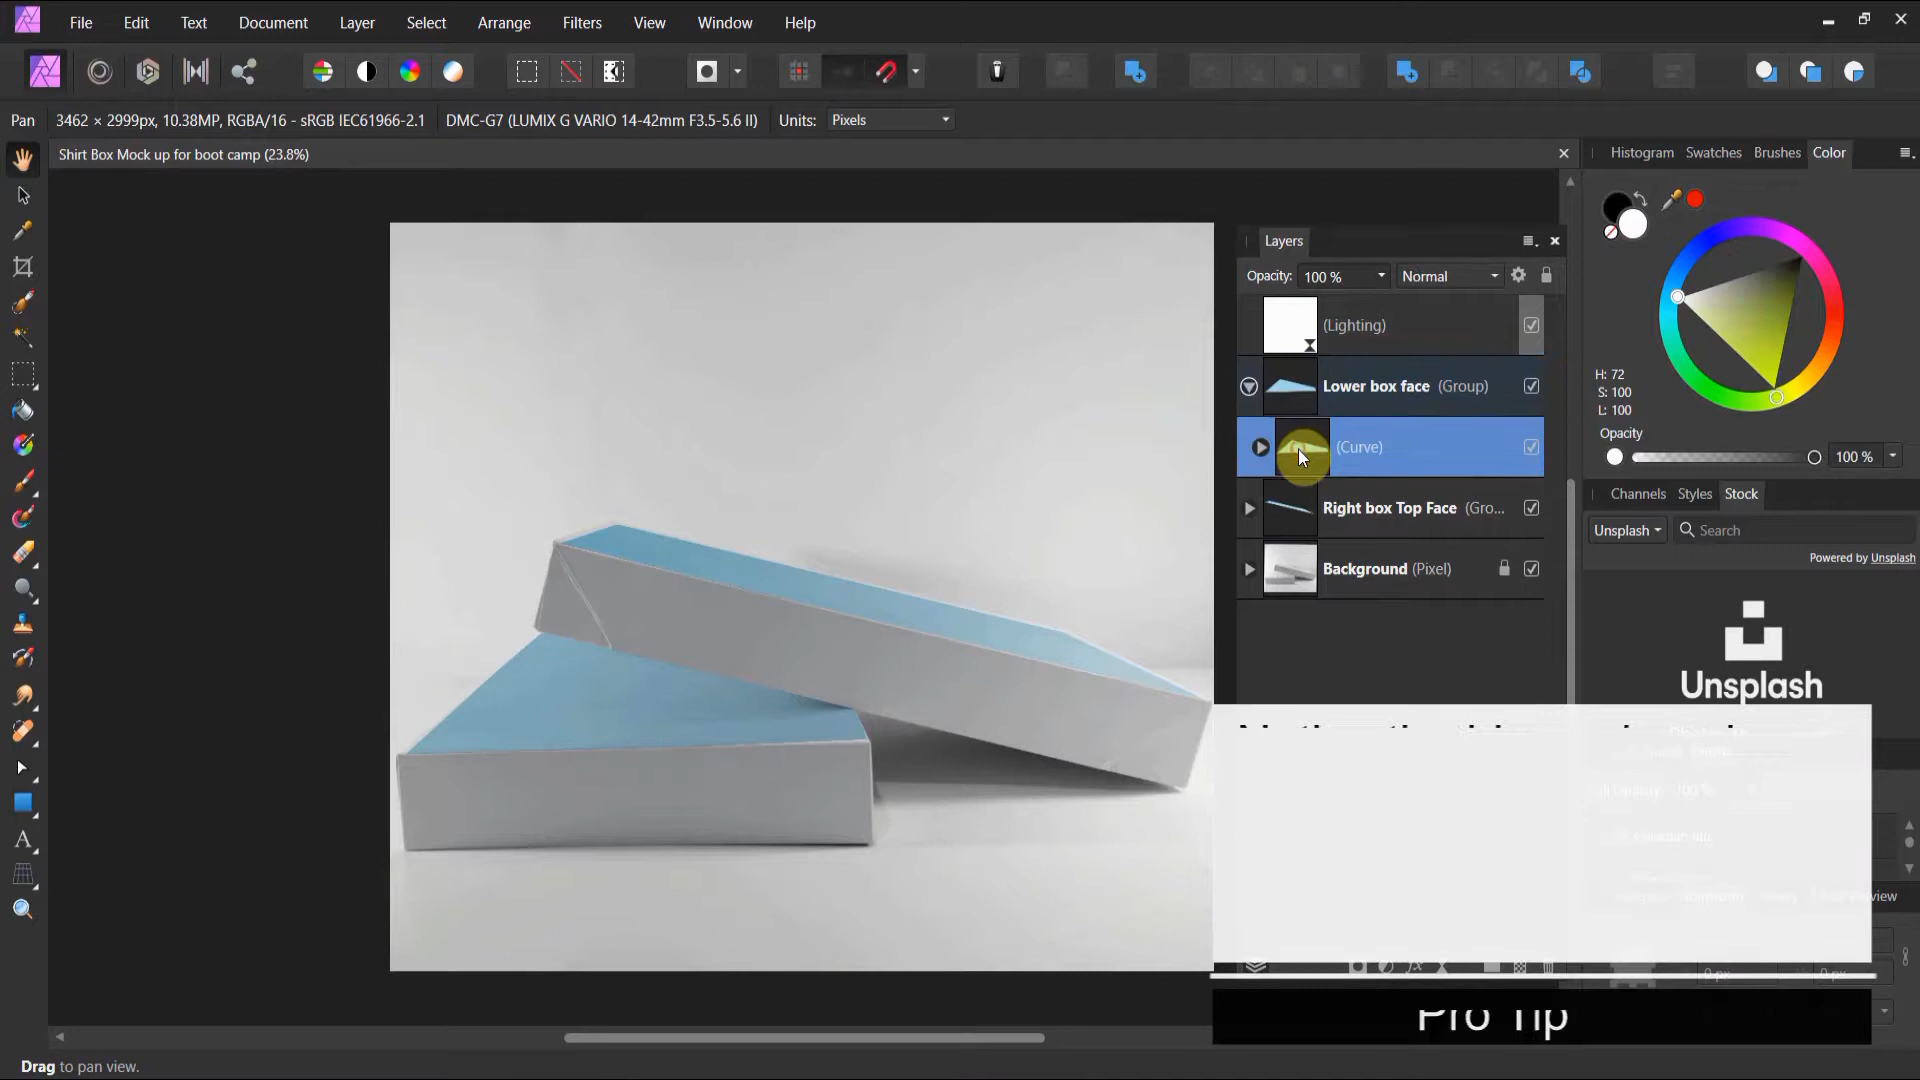 File Edit Text Document Layer Select Arrange Filters View Window Help
Pan 3462 × 2999px, 10.38MP, RGBA/16 - sRGB IEC61966-2.1 DMC-G7 (LUMIX G VARIO 14-42mm F3.5-5.6 II) Units: Pixels
Shirt Box Mock up for boot camp (23.8%)
Histogram Swatches Brushes Color
Layers
Opacity: 100 % Normal
(Lighting)
Lower box face (Group)
(Curve)
Right box Top Face (Gro...
Background (Pixel)
H: 72
S: 100
L: 100
Opacity
100 %
Channels Styles Stock
Unsplash Search
Powered by Unsplash
Unsplash
Pro Tip
Drag to pan view.